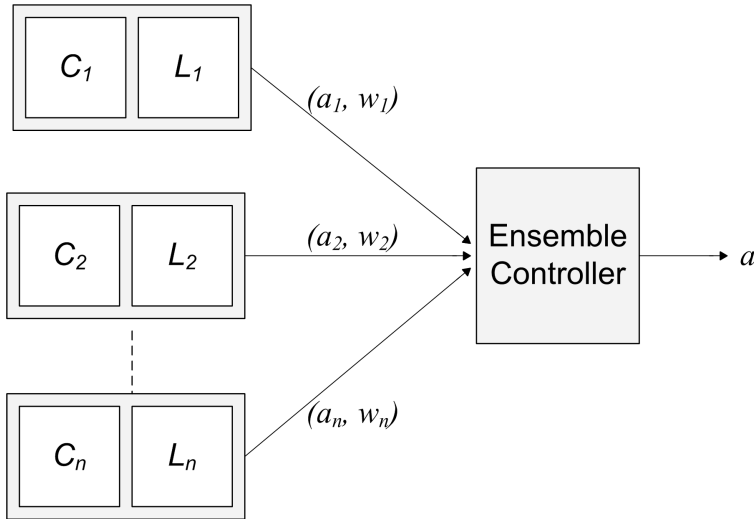 C1 L1
(a1, w1)
C2 L2
(a2, w2)
Ensemble
Controller
a
Cn Ln
(an, wn)